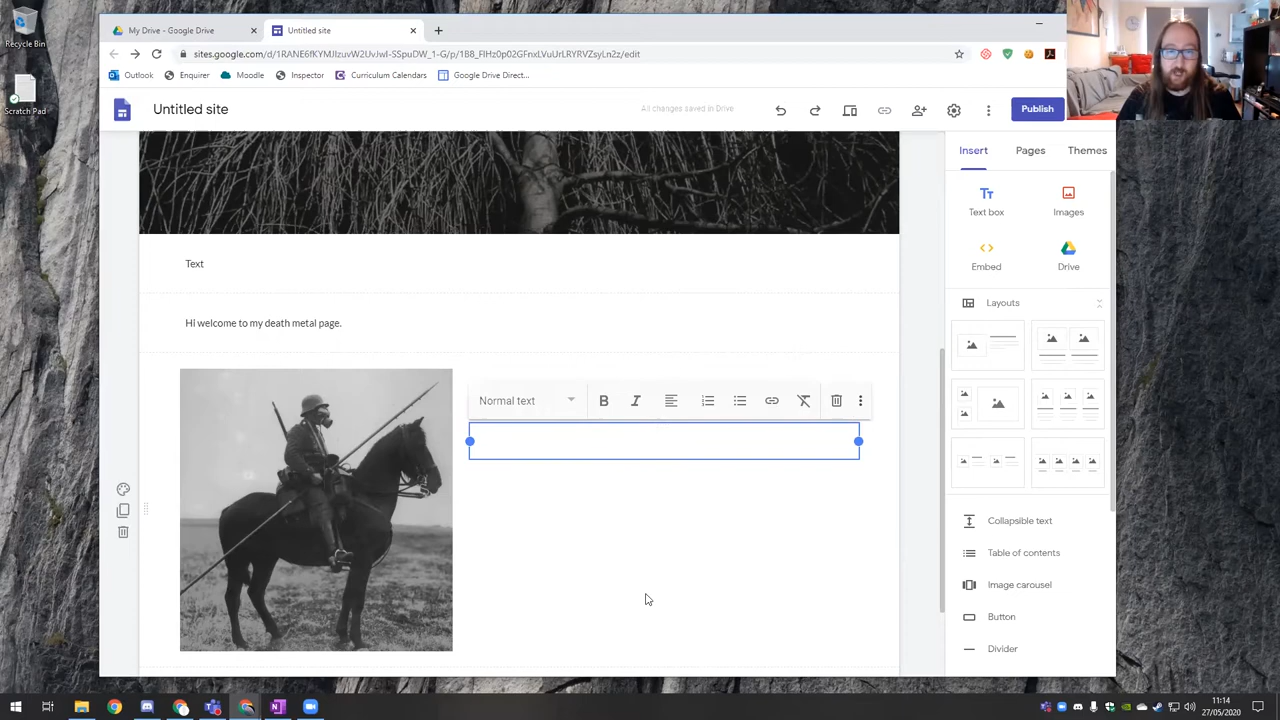 Recycle Bin
Scratch Pad
My Drive - Google Drive
Untitled site
sites.google.com/d/
/edit
Outlook
Enquirer
Moodle
Inspector
Curriculum Calendars
Google Drive Direct...
Untitled site
All changes saved in Drive
Publish
Insert
Pages
Themes
Tt
Text box
Images
Embed
Drive
Layouts
Text
Hi welcome to my death metal page.
Normal text
B
I
Collapsible text
Table of contents
Image carousel
Button
Divider
11:14
27/05/2020